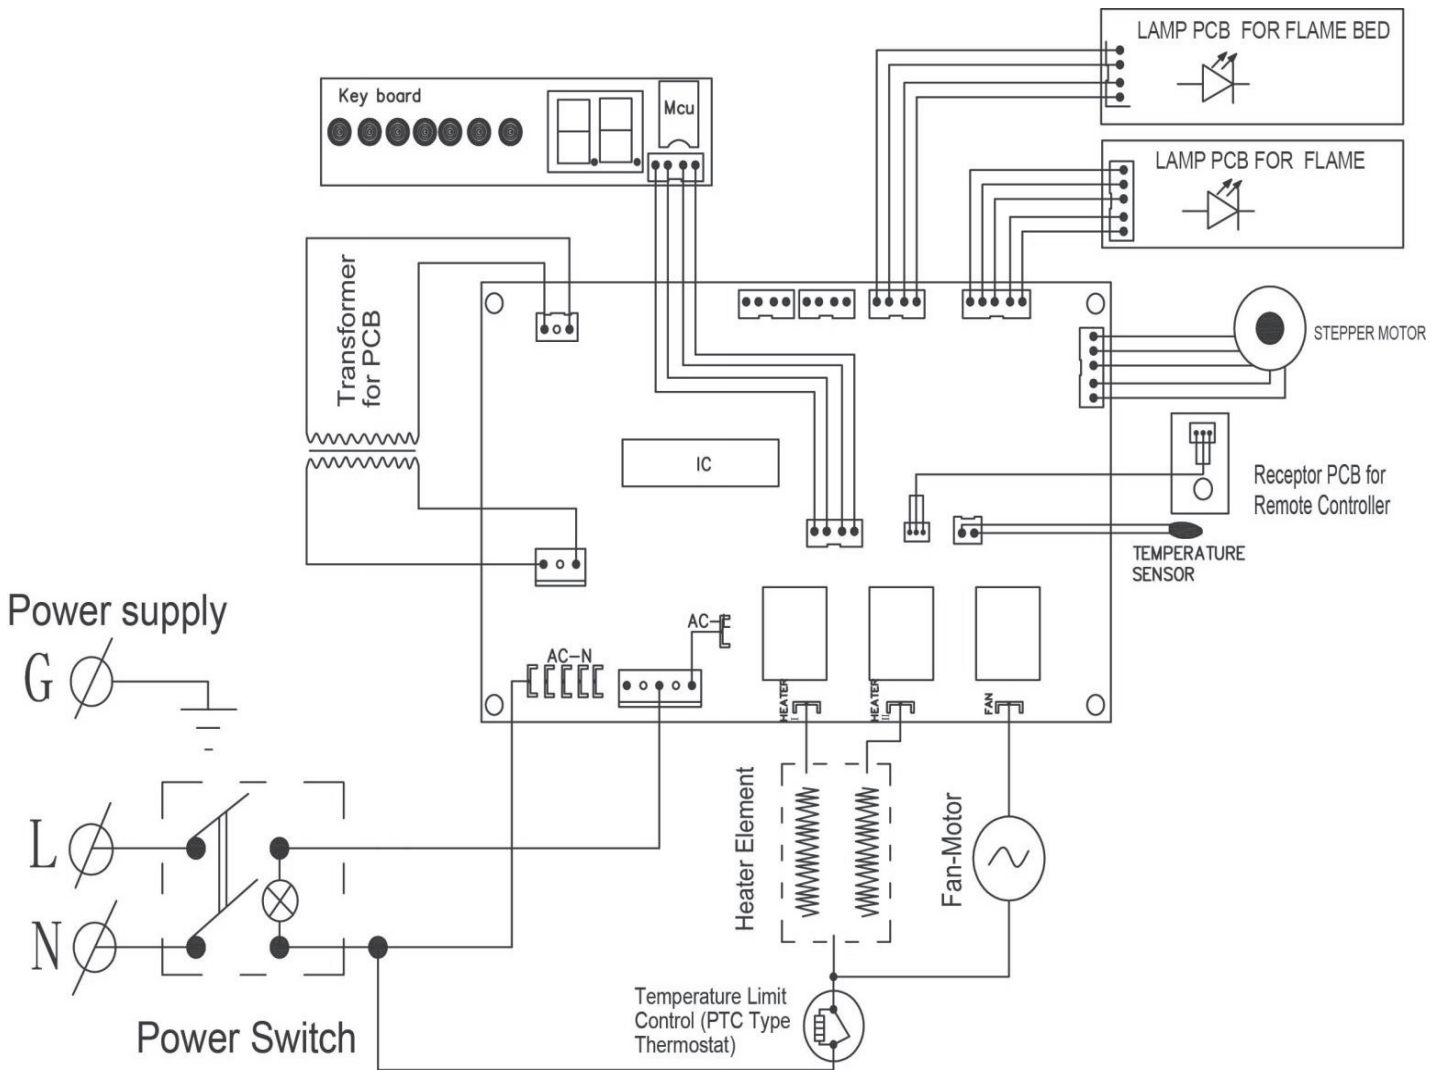 LAMP PCB FOR FLAME BED
Key board
Mcu
LAMP PCB FOR FLAME
Transformer
for PCB
STEPPER MOTOR
IC
Receptor PCB for
Remote Controller
TEMPERATURE
SENSOR
Power supply
G
AC-N
AC-E
HEATER
I
HEATER
II
FAN
L
N
Heater Element
Fan-Motor
Power Switch
Temperature Limit
Control (PTC Type
Thermostat)